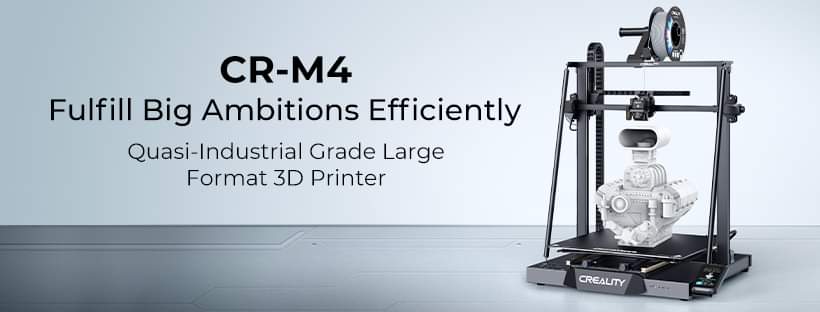 CR-M4
Fulfill Big Ambitions Efficiently
Quasi-Industrial Grade Large
Format 3D Printer
CREALITY